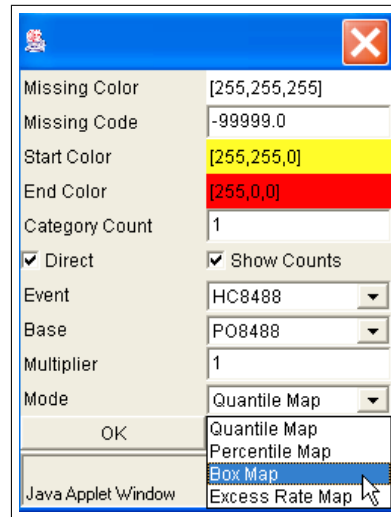 Missing Color [255,255,255]
Missing Code -99999.0
Start Color [255,255,0]
End Color [255,0,0]
Category Count 1
Direct Show Counts
Event HC8488
Base PO8488
Multiplier 1
Mode Quantile Map
OK Quantile Map
Percentile Map
Box Map
Java Applet Window Excess Rate Map